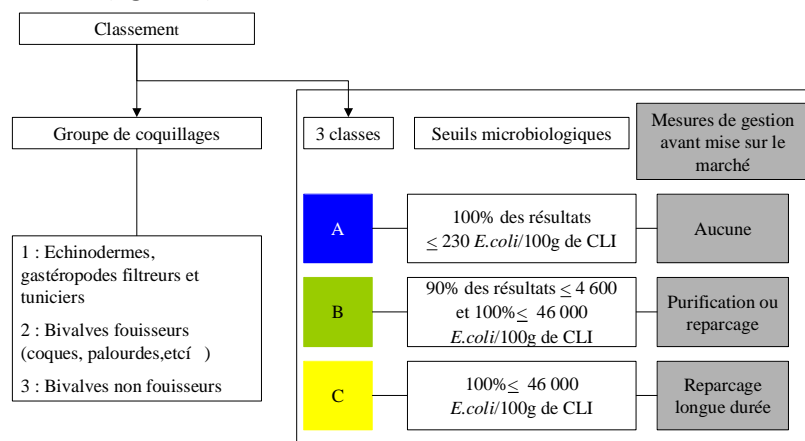 Classement
Groupe de coquillages
3 classes
Seuils microbiologiques
Mesures de gestion
avant mise sur le
marché
1 : Echinodermes,
gastéropodes filtreurs et
tuniciers
2 : Bivalves fouisseurs
(coques, palourdes,etcí )
3 : Bivalves non fouisseurs
A
100% des résultats
≤ 230 E.coli/100g de CLI
Aucune
B
90% des résultats ≤ 4 600
et 100%≤ 46 000
E.coli/100g de CLI
Purification ou
reparcage
C
100%≤ 46 000
E.coli/100g de CLI
Reparcage
longue durée